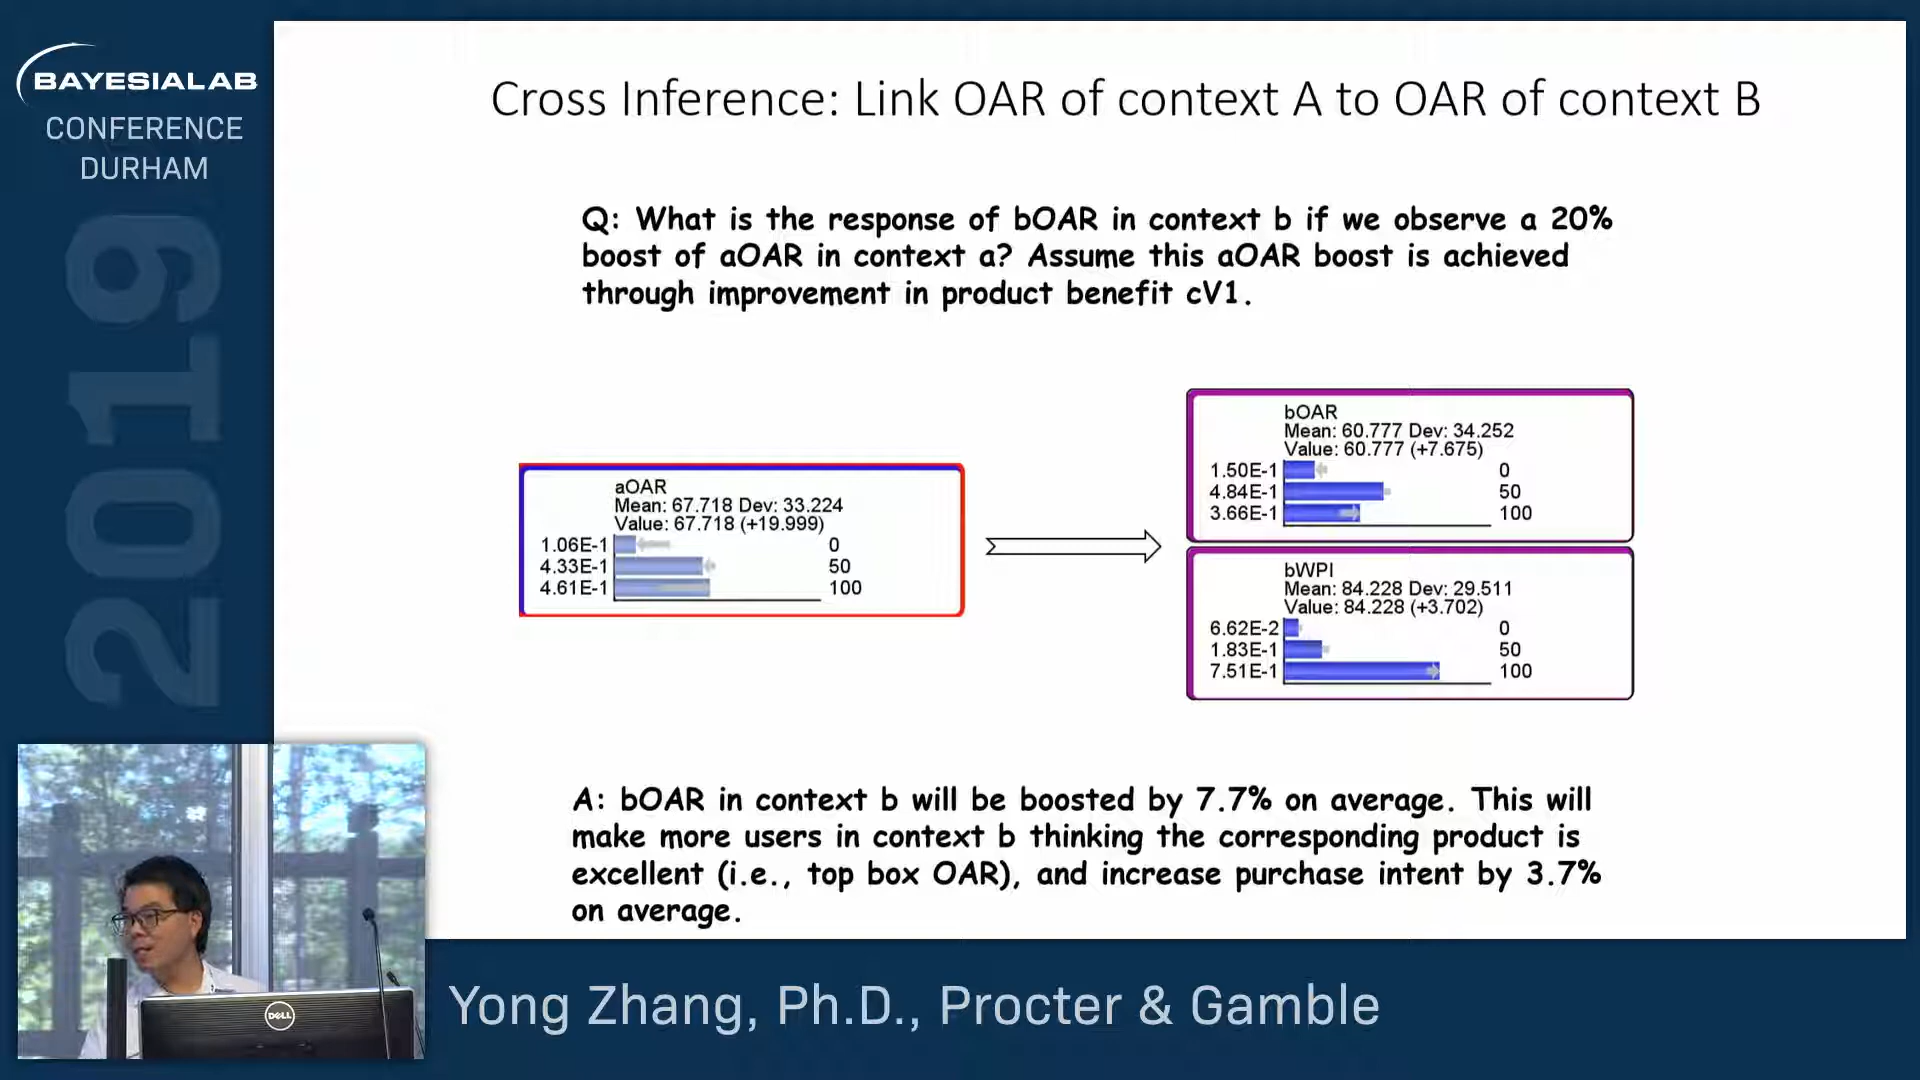 BAYESIALAB
CONFERENCE
DURHAM
2019
Cross Inference: Link OAR of context A to OAR of context B
Q: What is the response of bOAR in context b if we observe a 20%
boost of aOAR in context a? Assume this aOAR boost is achieved
through improvement in product benefit cV1.
aOAR
Mean: 67.718 Dev: 33.224
Value: 67.718 (+19.999)
1.06E-1 0
4.33E-1 50
4.61E-1 100
bOAR
Mean: 60.777 Dev: 34.252
Value: 60.777 (+7.675)
1.50E-1 0
4.84E-1 50
3.66E-1 100
bWPI
Mean: 84.228 Dev: 29.511
Value: 84.228 (+3.702)
6.62E-2 0
1.83E-1 50
7.51E-1 100
A: bOAR in context b will be boosted by 7.7% on average. This will
make more users in context b thinking the corresponding product is
excellent (i.e., top box OAR), and increase purchase intent by 3.7%
on average.
DELL
Yong Zhang, Ph.D., Procter & Gamble